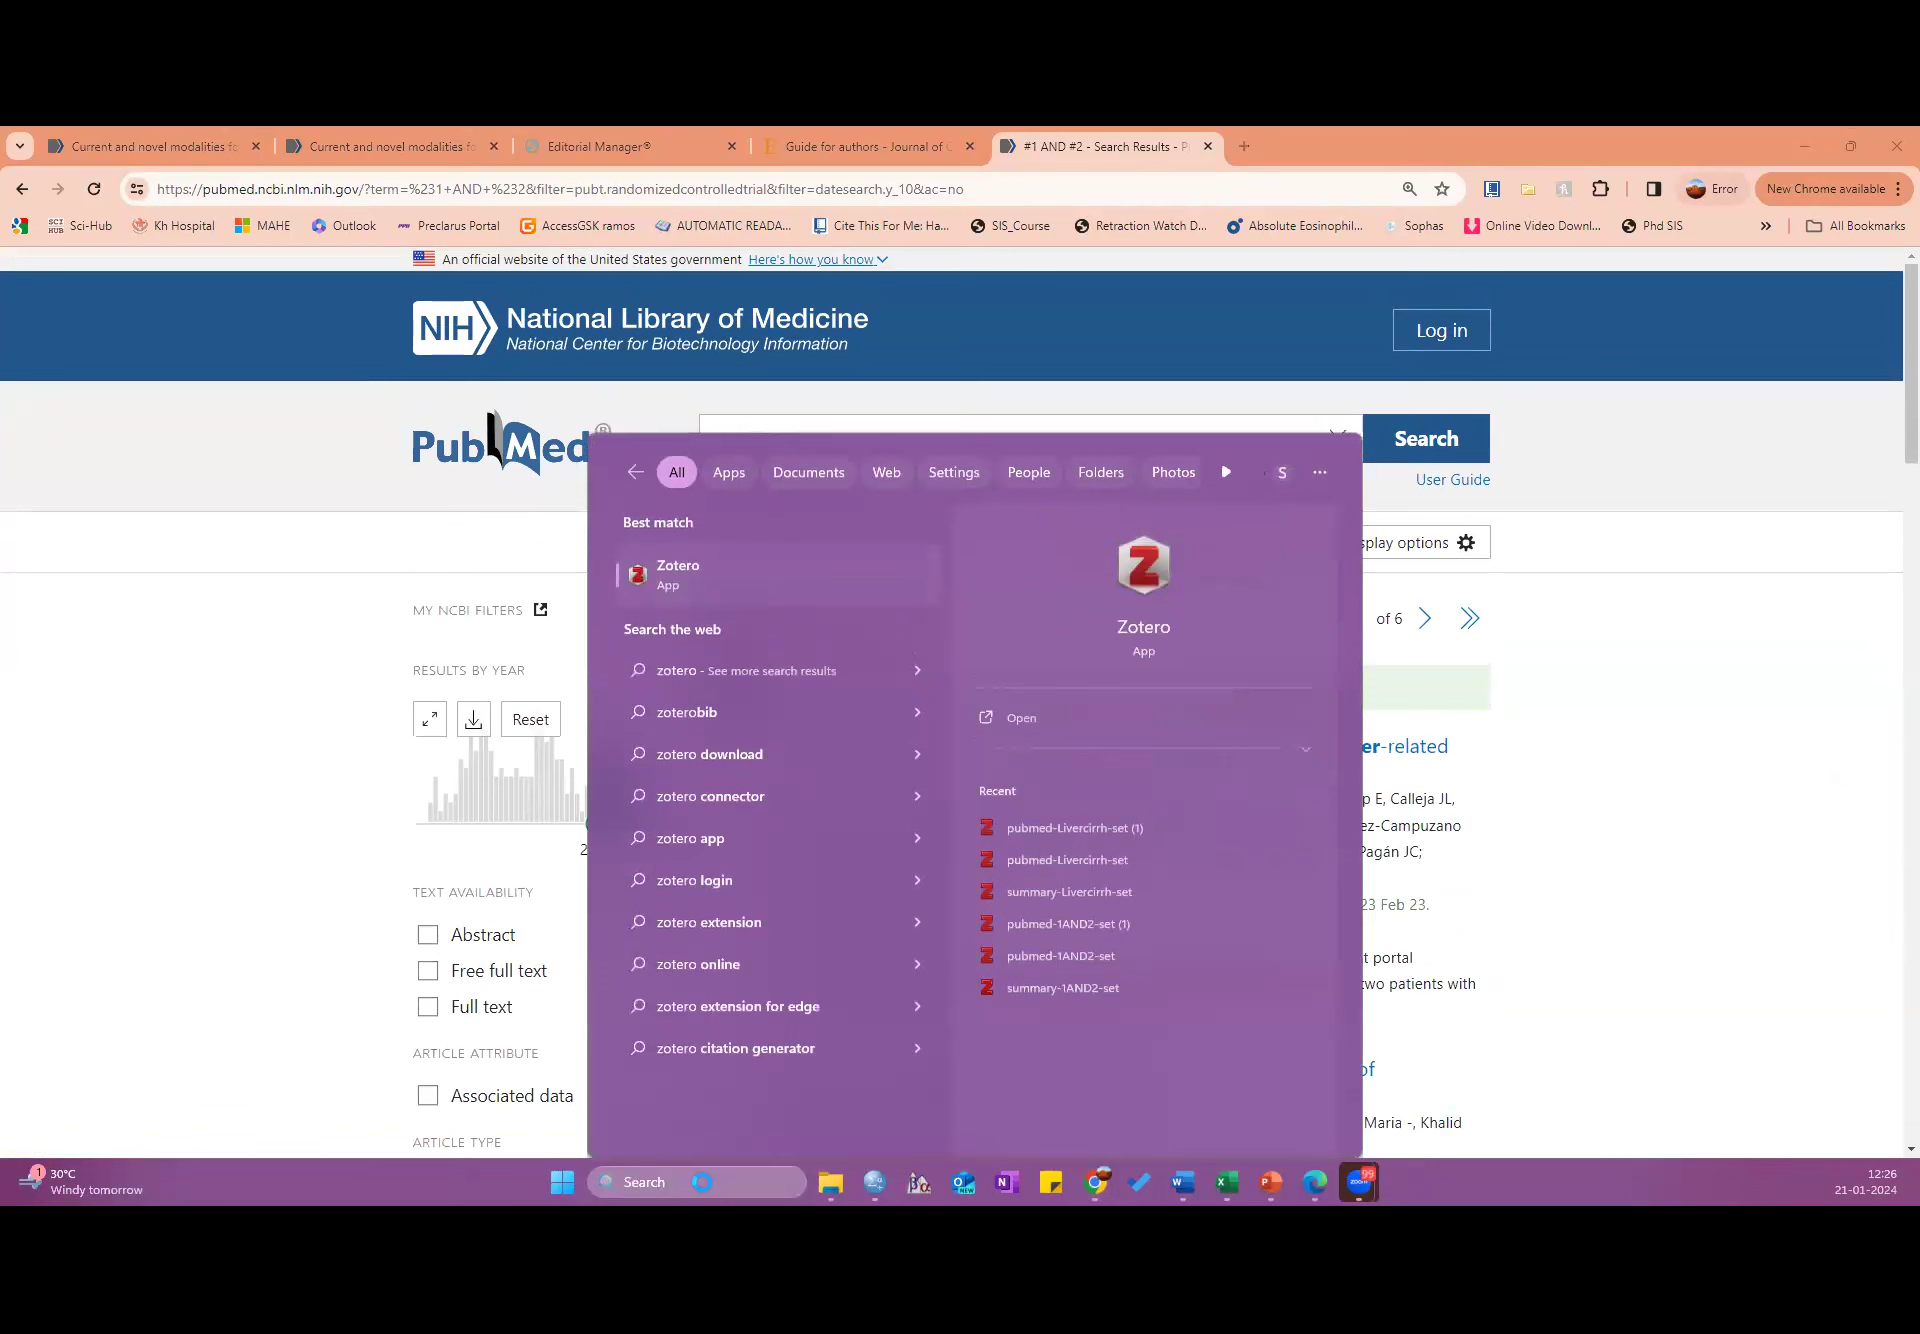 Current and novel modalities fo
Current and novel modalities fo
Editorial Manager®
Guide for authors - Journal of C
#1 AND #2 - Search Results - P
https://pubmed.ncbi.nlm.nih.gov/?term=%231+AND+%232&filter=pubt.randomizedcontrolledtrial&filter=datesearch.y_10&ac=no
Error
New Chrome available
SCI HUB Sci-Hub
Kh Hospital
MAHE
Outlook
Preclarus Portal
AccessGSK ramos
AUTOMATIC READA...
Cite This For Me: Ha...
SIS_Course
Retraction Watch D...
Absolute Eosinophil...
Sophas
Online Video Downl...
Phd SIS
All Bookmarks
An official website of the United States government Here's how you know
NIH National Library of Medicine
National Center for Biotechnology Information
Log in
PubMed®
Search
User Guide
splay options
MY NCBI FILTERS
of 6
RESULTS BY YEAR
Reset
2
TEXT AVAILABILITY
Abstract
Free full text
Full text
ARTICLE ATTRIBUTE
Associated data
ARTICLE TYPE
All
Apps
Documents
Web
Settings
People
Folders
Photos
S
Best match
Zotero
App
Search the web
zotero - See more search results
zoterobib
zotero download
zotero connector
zotero app
zotero login
zotero extension
zotero online
zotero extension for edge
zotero citation generator
Z
Zotero
App
Open
Recent
pubmed-Livercirrh-set (1)
pubmed-Livercirrh-set
summary-Livercirrh-set
pubmed-1AND2-set (1)
pubmed-1AND2-set
summary-1AND2-set
er-related
p E, Calleja JL,
ez-Campuzano
Pagán JC;
23 Feb 23.
t portal
two patients with
of
Maria -, Khalid
1
30°C
Windy tomorrow
Search
NEW
99
zoom
12:26
21-01-2024